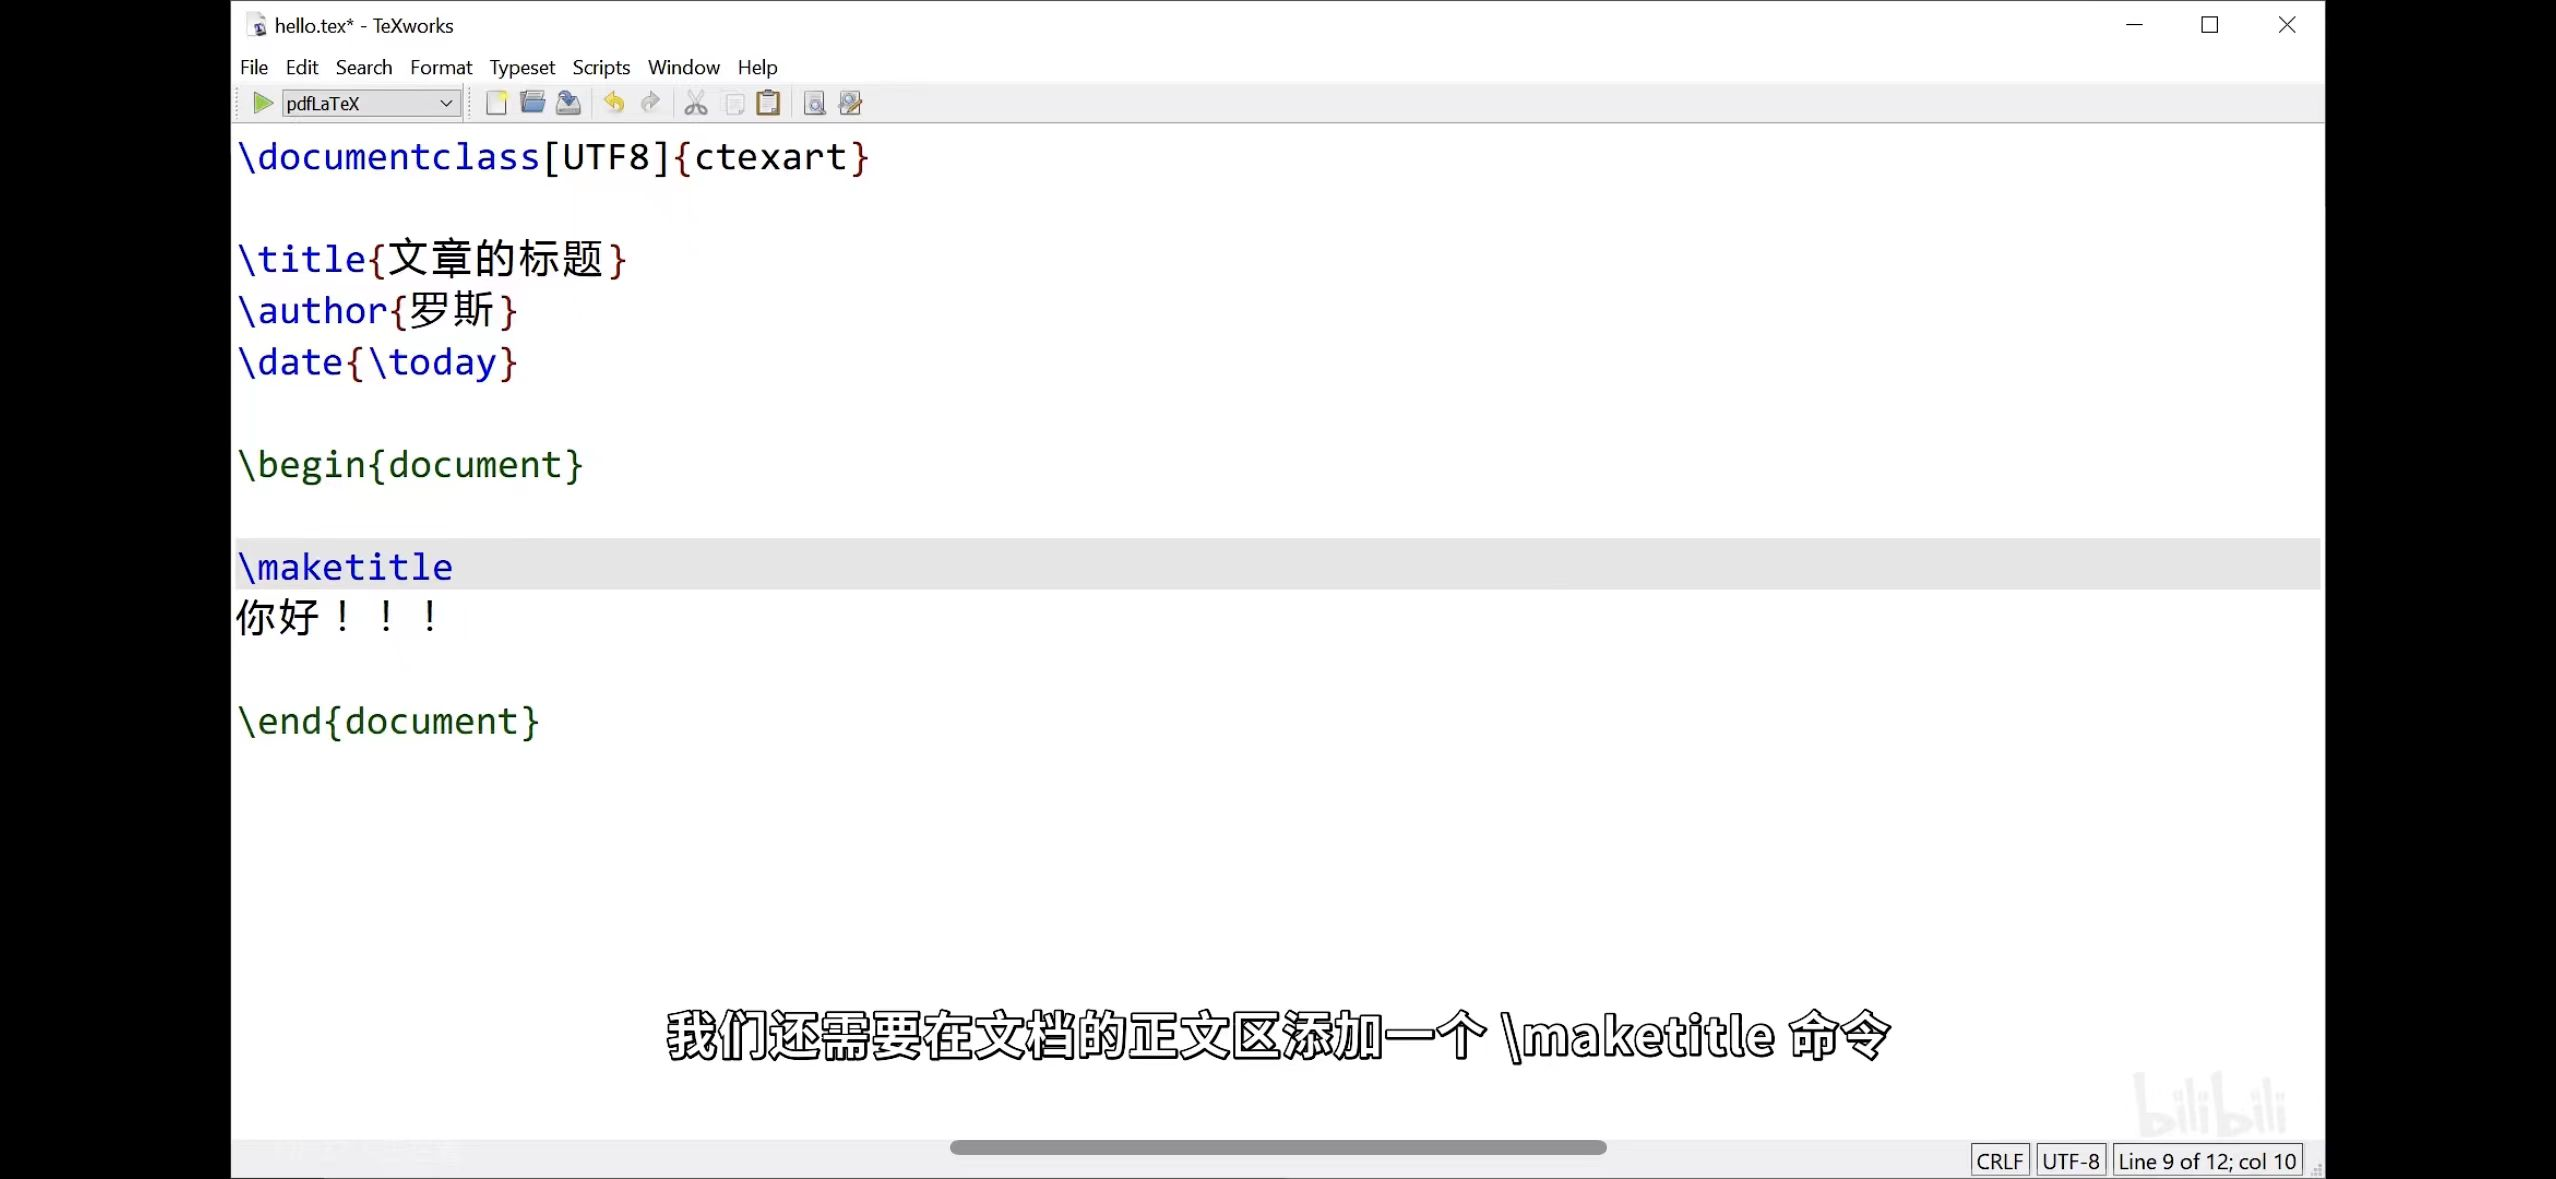 hello.tex* - TeXworks
File Edit Search Format Typeset Scripts Window Help
pdfLaTeX
\documentclass[UTF8]{ctexart}
\title{文章的标题}
\author{罗斯}
\date{\today}
\begin{document}
\maketitle
你好！！！
\end{document}
我们还需要在文档的正文区添加一个 \maketitle 命令
bilibili
CRLF UTF-8 Line 9 of 12; col 10